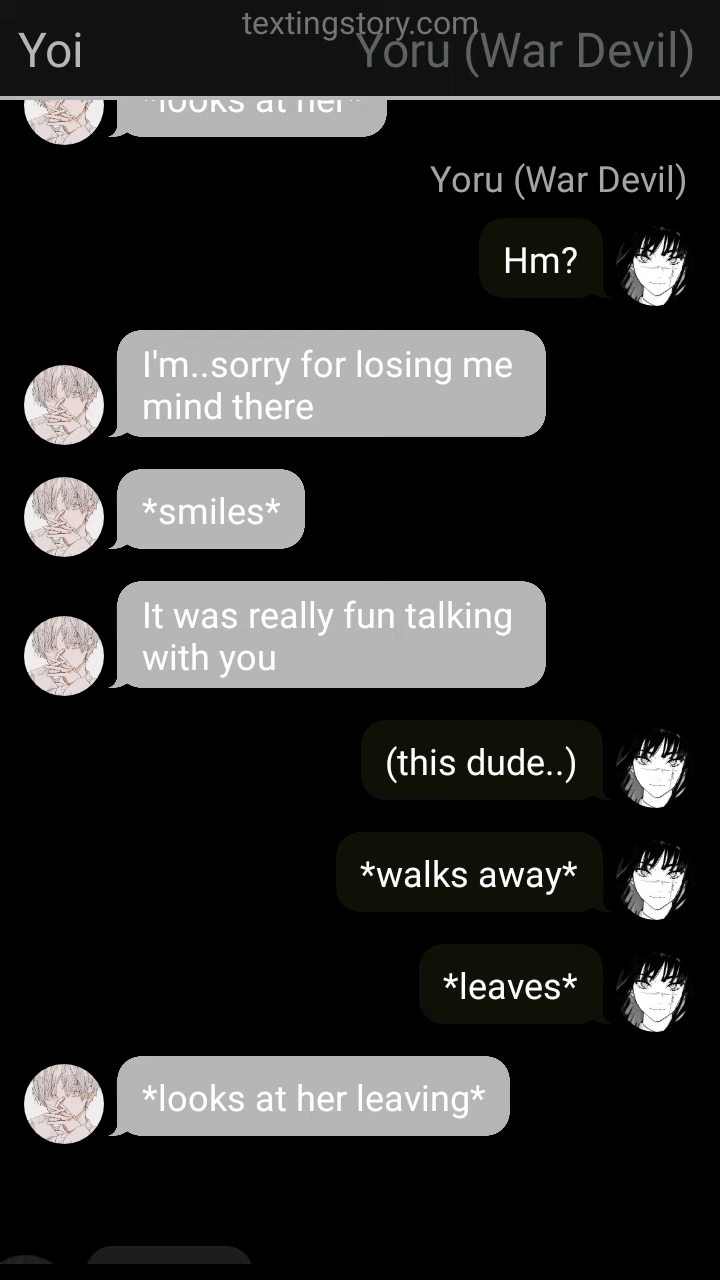 textingstory.com
Yoi
Yoru (War Devil)
*looks at her*
Yoru (War Devil)
Hm?
I'm..sorry for losing me
mind there
*smiles*
It was really fun talking
with you
(this dude..)
*walks away*
*leaves*
*looks at her leaving*